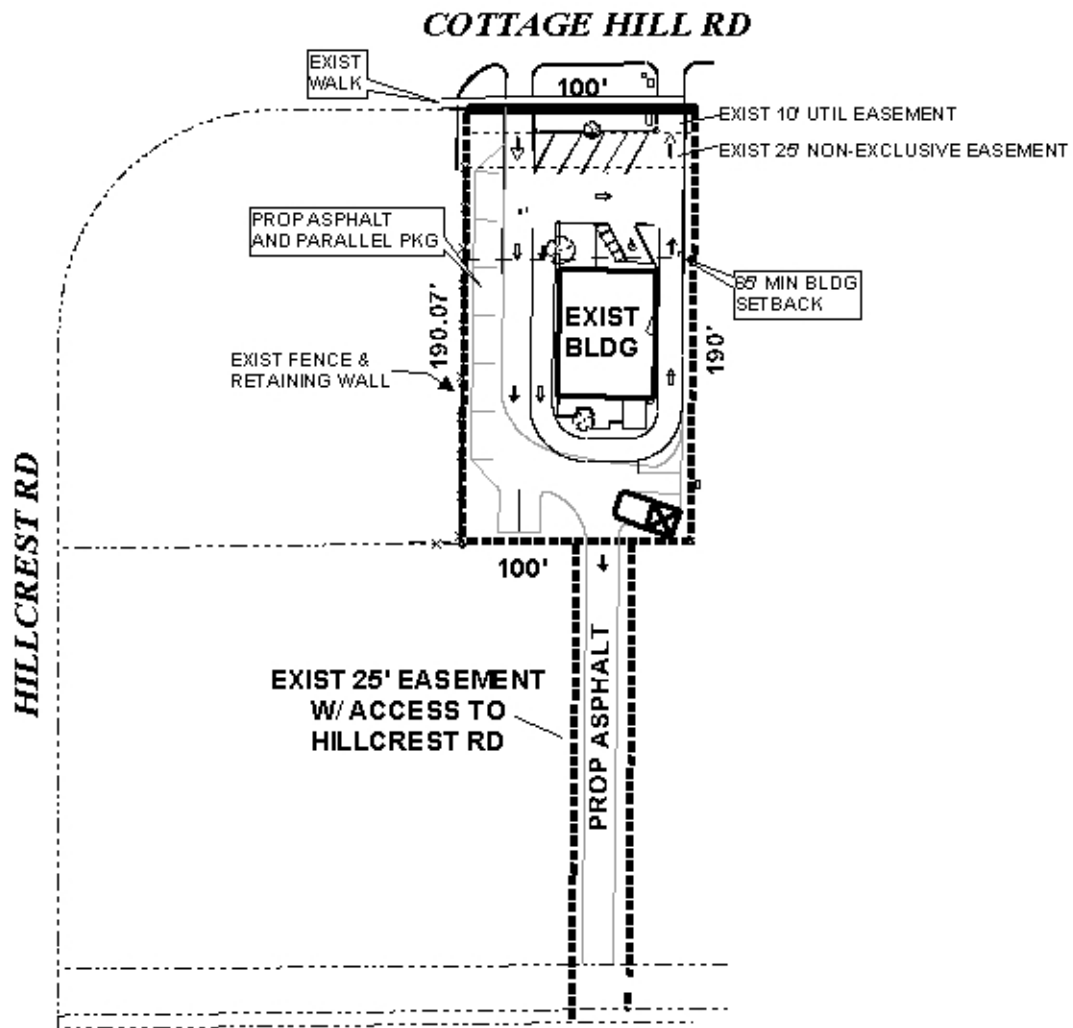 COTTAGE HILL RD
EXIST
WALK
100'
EXIST 10' UTIL EASEMENT
EXIST 25' NON-EXCLUSIVE EASEMENT
PROP ASPHALT
AND PARALLEL PKG
65' MIN BLDG
SETBACK
EXIST
BLDG
190.07'
190'
EXIST FENCE &
RETAINING WALL
HILLCREST RD
100'
EXIST 25' EASEMENT
W/ ACCESS TO
HILLCREST RD
PROP ASPHALT